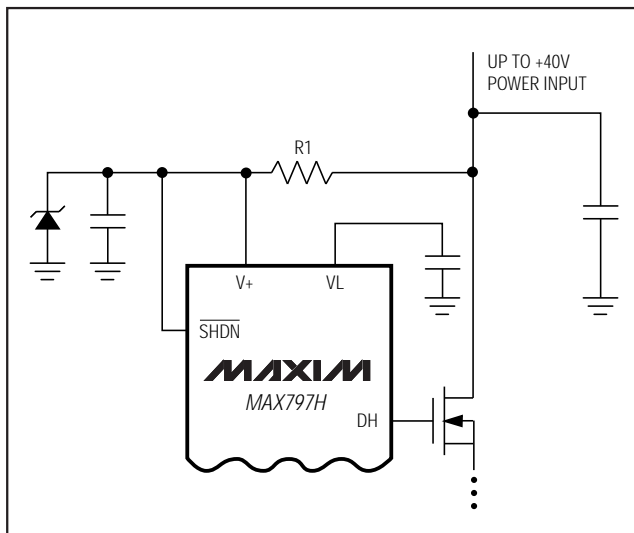 UP TO +40V
POWER INPUT
R1
V+
VL
SHDN
MAXIM
MAX797H
DH